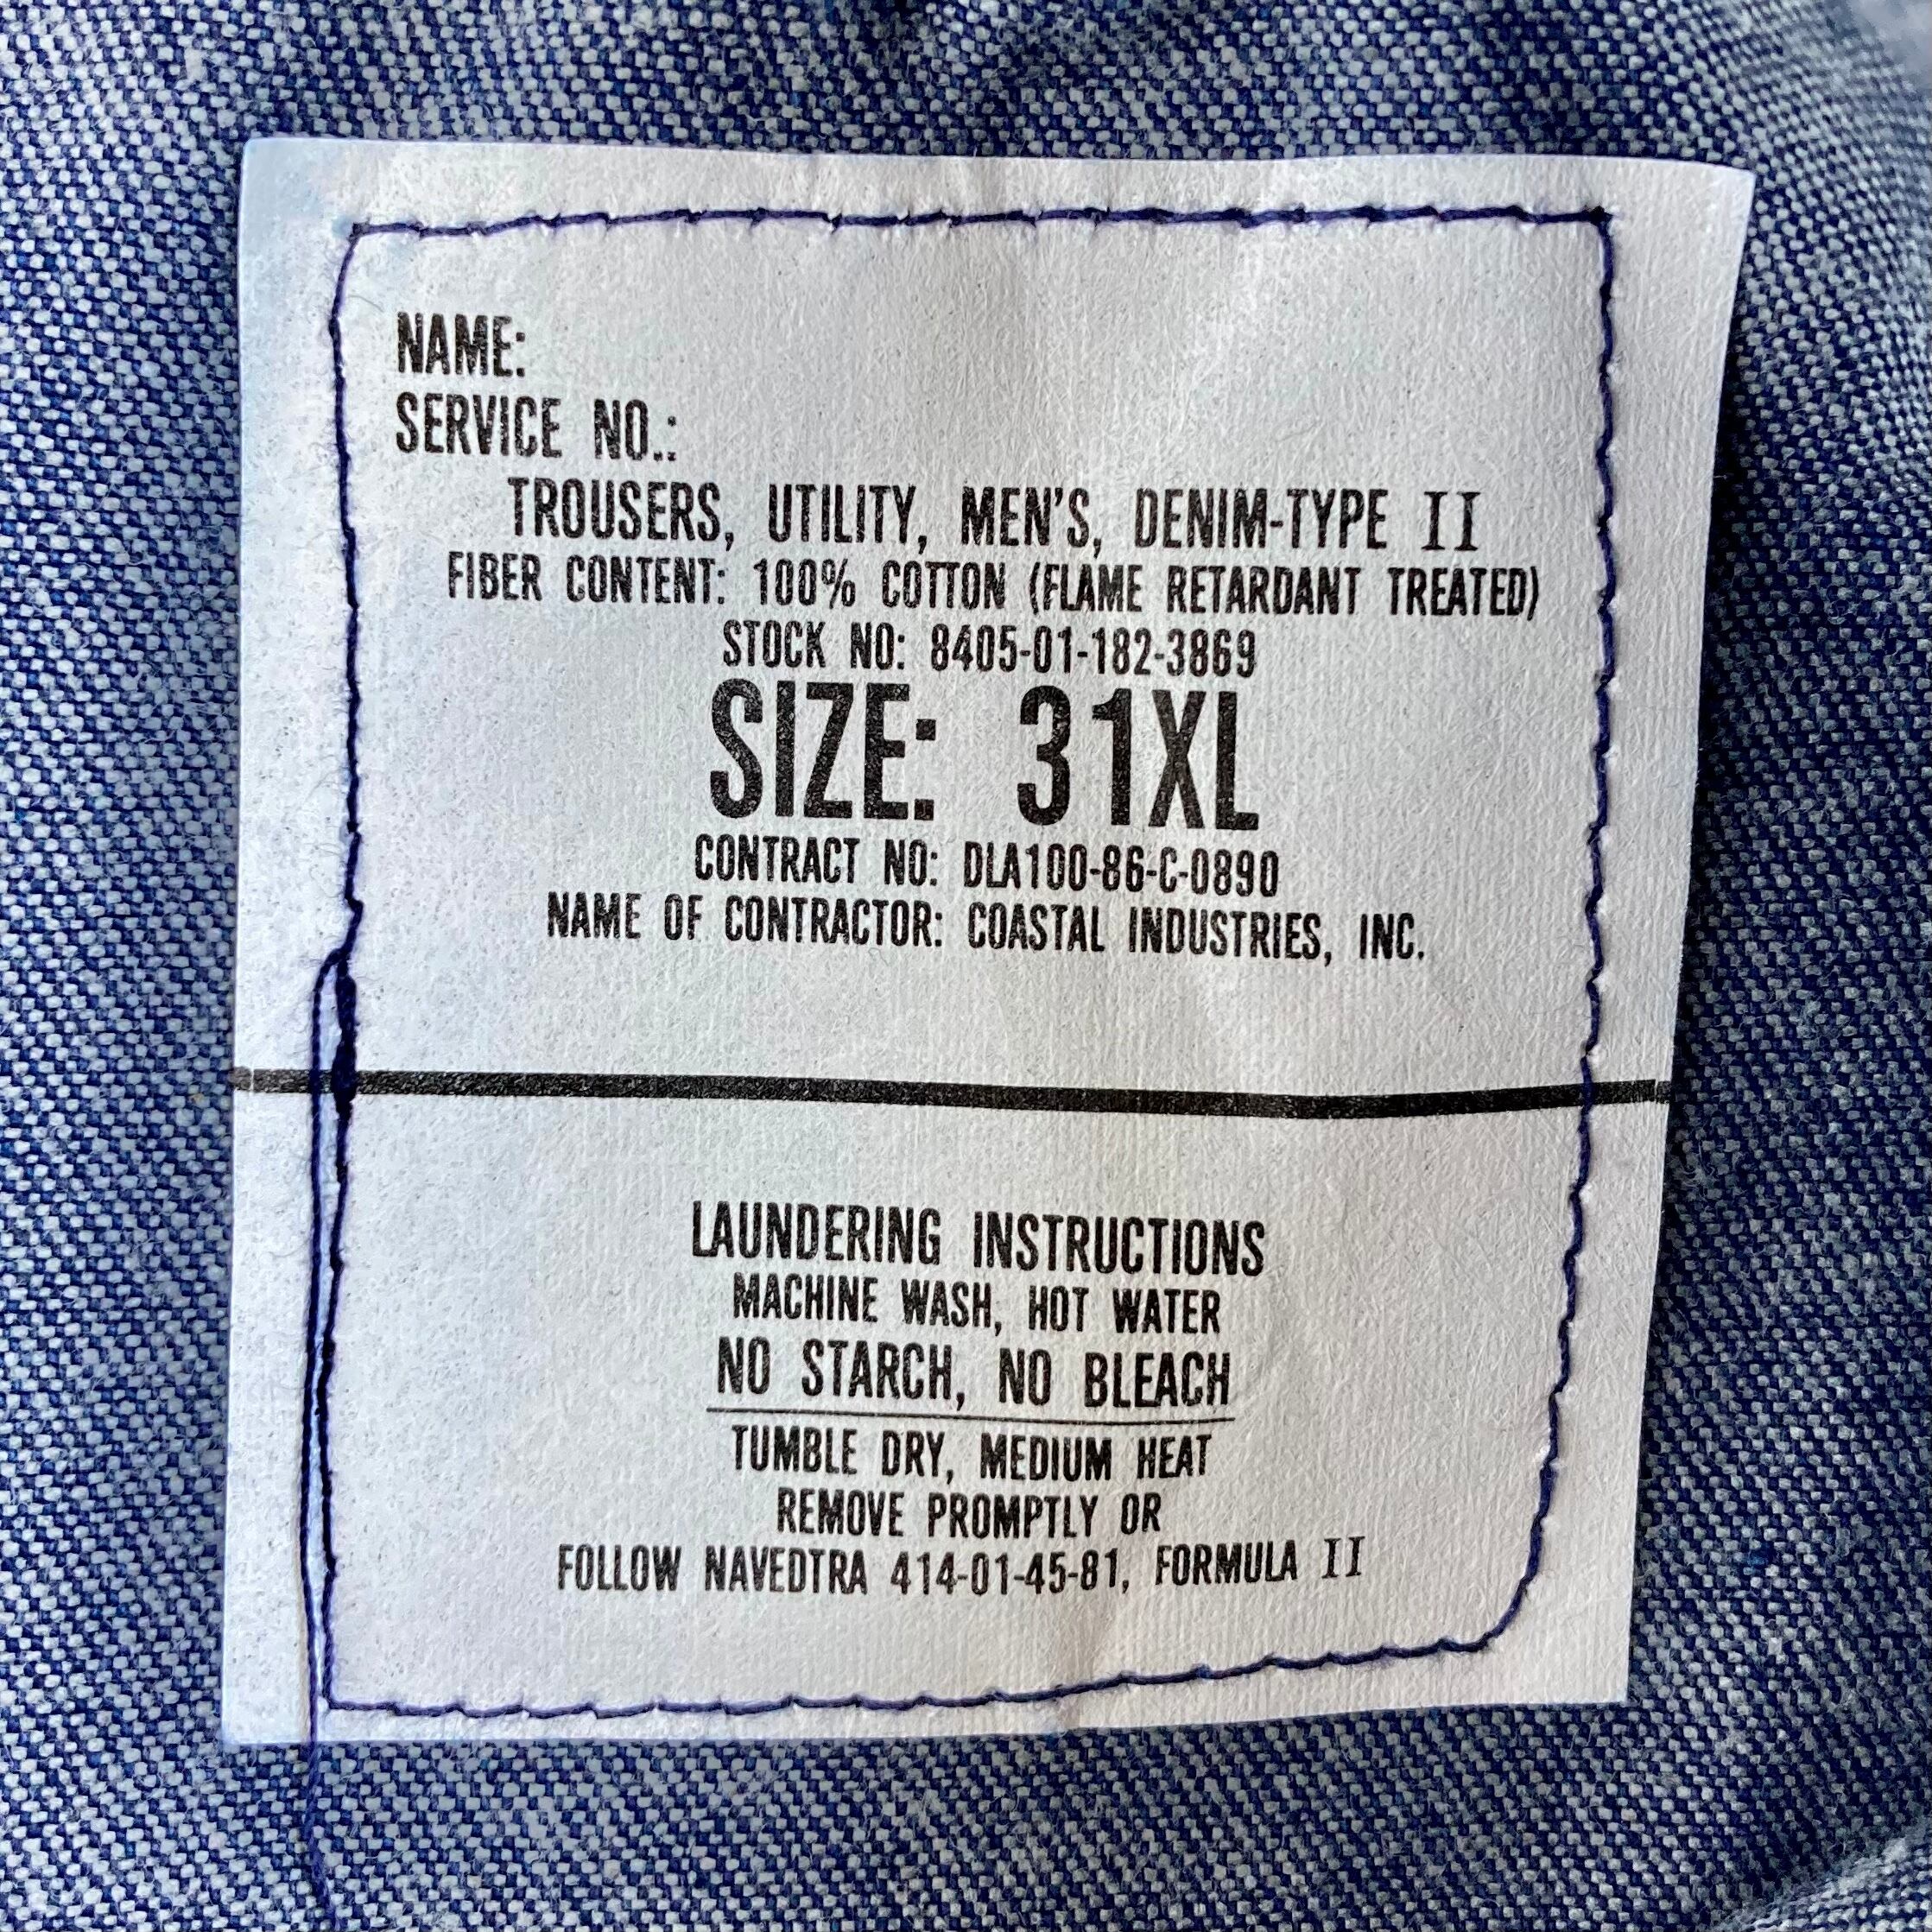 NAME:
SERVICE NO.:
TROUSERS, UTILITY, MEN'S, DENIM-TYPE II
FIBER CONTENT: 100% COTTON (FLAME RETARDANT TREATED)
STOCK NO: 8405-01-182-3869
SIZE: 31XL
CONTRACT NO: DLA100-86-C-0890
NAME OF CONTRACTOR: COASTAL INDUSTRIES, INC.
LAUNDERING INSTRUCTIONS
MACHINE WASH, HOT WATER
NO STARCH, NO BLEACH
TUMBLE DRY, MEDIUM HEAT
REMOVE PROMPTLY OR
FOLLOW NAVEDTRA 414-01-45-81, FORMULA II